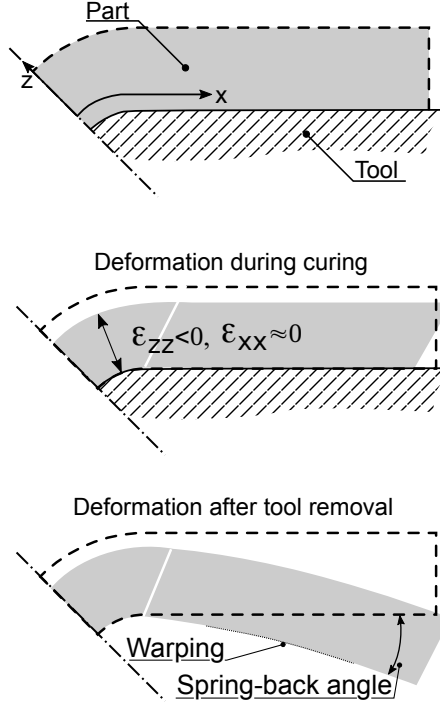 Part
z
x
Tool
Deformation during curing
εzz<0, εxx≈0
Deformation after tool removal
Warping
Spring-back angle